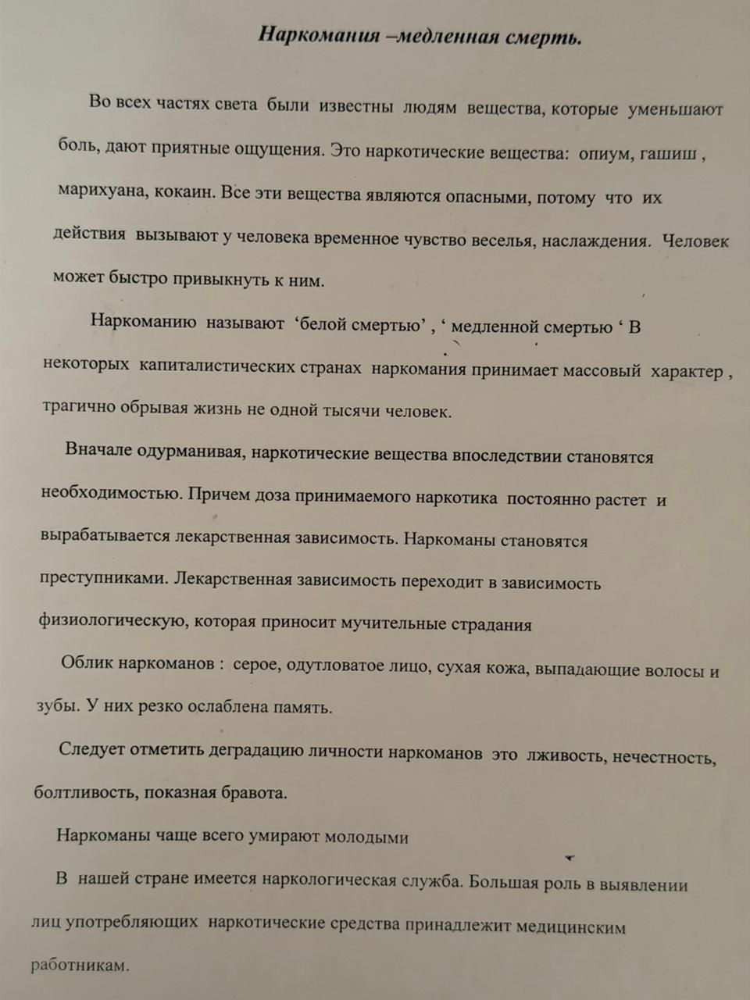 Наркомания –медленная смерть.
Во всех частях света были известны людям вещества, которые уменьшают
боль, дают приятные ощущения. Это наркотические вещества: опиум, гашиш ,
марихуана, кокаин. Все эти вещества являются опасными, потому что их
действия вызывают у человека временное чувство веселья, наслаждения. Человек
может быстро привыкнуть к ним.
Наркоманию называют ‘белой смертью’ , ‘ медленной смертью ‘ В
некоторых капиталистических странах наркомания принимает массовый характер ,
трагично обрывая жизнь не одной тысячи человек.
Вначале одурманивая, наркотические вещества впоследствии становятся
необходимостью. Причем доза принимаемого наркотика постоянно растет и
вырабатывается лекарственная зависимость. Наркоманы становятся
преступниками. Лекарственная зависимость переходит в зависимость
физиологическую, которая приносит мучительные страдания
Облик наркоманов : серое, одутловатое лицо, сухая кожа, выпадающие волосы и
зубы. У них резко ослаблена память.
Следует отметить деградацию личности наркоманов это лживость, нечестность,
болтливость, показная бравота.
Наркоманы чаще всего умирают молодыми
В нашей стране имеется наркологическая служба. Большая роль в выявлении
лиц употребляющих наркотические средства принадлежит медицинским
работникам.